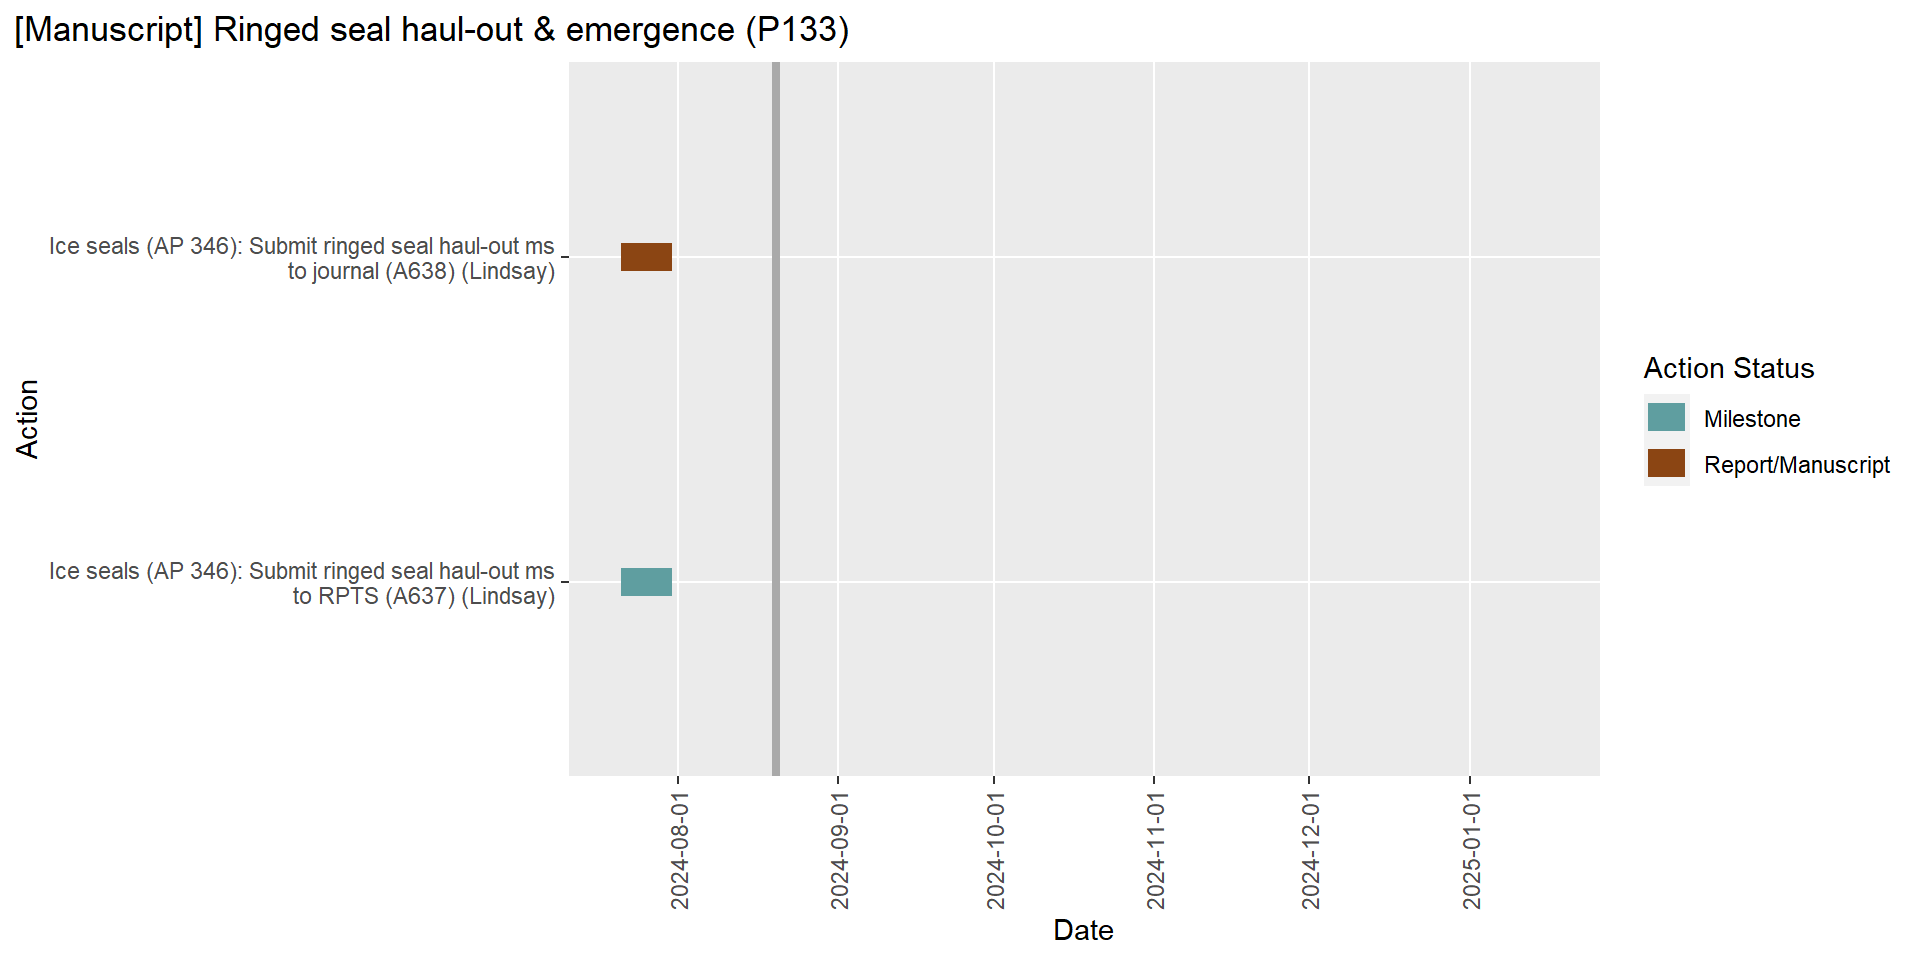 [Manuscript] Ringed seal haul-out & emergence (P133)
Ice seals (AP 346): Submit ringed seal haul-out ms
to journal (A638) (Lindsay)
Ice seals (AP 346): Submit ringed seal haul-out ms
to RPTS (A637) (Lindsay)
Action
2024-08-01
2024-09-01
2024-10-01
2024-11-01
2024-12-01
2025-01-01
Date
Action Status
Milestone
Report/Manuscript